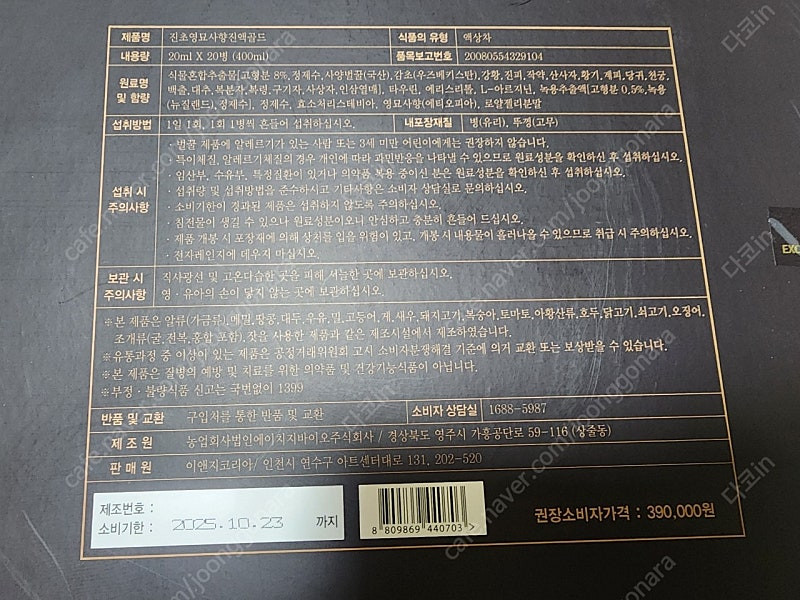 제품명 진초영묘사향진액골드 식품의 유형 액상차
내용량 20ml X 20병 (400ml) 품목보고번호 20080554329104
원료명 및 함량
식물혼합추출물[고형분 8%,정제수,사양벌꿀(국산),감초(우즈베키스탄),강황,진피,작약,산사자,황기,계피,당귀,천궁,
백출,대추,복분자,복령,구기자,사상자,인삼열매], 타우린, 에리스리톨, L-아르지닌, 녹용추출액[고형분 0.5%,녹용
(뉴질랜드), 정제수], 정제수, 효소처리스테비아, 영묘사향(에티오피아), 로얄젤리분말
섭취방법 1일 1회, 1회 1병씩 흔들어 섭취하십시오. 내포장재질 병(유리), 뚜껑(고무)
섭취 시 주의사항
· 벌꿀 제품에 알레르기가 있는 사람 또는 3세 미만 어린이에게는 권장하지 않습니다.
· 특이체질, 알레르기체질의 경우 개인에 따라 과민반응을 나타낼 수 있으므로 원료성분을 확인하신 후 섭취하십시오.
· 임산부, 수유부, 특정질환이 있거나 의약품 복용 중이신 분은 원료성분을 확인하신 후 섭취하십시오.
· 섭취량 및 섭취방법을 준수하시고 기타사항은 소비자 상담실로 문의하십시오.
· 소비기한이 경과된 제품은 섭취하지 않도록 주의하십시오.
· 침전물이 생길 수 있으나 원료성분이오니 안심하고 충분히 흔들어 드십시오.
· 제품 개봉 시 포장재에 의해 상처를 입을 위험이 있고, 개봉 시 내용물이 흘러나올 수 있으므로 취급 시 주의하십시오.
· 전자레인지에 데우지 마십시오.
보관 시 주의사항
직사광선 및 고온다습한 곳을 피해 서늘한 곳에 보관하십시오.
영 · 유아의 손이 닿지 않는 곳에 보관하십시오.
※본 제품은 알류(가금류),메밀,땅콩,대두,우유,밀,고등어,게,새우,돼지고기,복숭아,토마토,아황산류,호두,닭고기,쇠고기,오징어,
조개류(굴,전복,홍합 포함), 잣을 사용한 제품과 같은 제조시설에서 제조하였습니다.
※유통과정 중 이상이 있는 제품은 공정거래위원회 고시 소비자분쟁해결 기준에 의거 교환 또는 보상받을 수 있습니다.
※본 제품은 질병의 예방 및 치료를 위한 의약품 및 건강기능식품이 아닙니다.
※부정 · 불량식품 신고는 국번없이 1399
반품 및 교환 구입처를 통한 반품 및 교환 소비자 상담실 1688-5987
제 조 원 농업회사법인에이치지바이오주식회사 / 경상북도 영주시 가흥공단로 59-116 (상줄동)
판 매 원 이앤지코리아/ 인천시 연수구 아트센터대로 131, 202-520
제조번호 :
소비기한 : 2025.10.23 까지
8 809869 440703
권장소비자가격 : 390,000원
EXC
다코in
cafe.naver.com/joonggonara